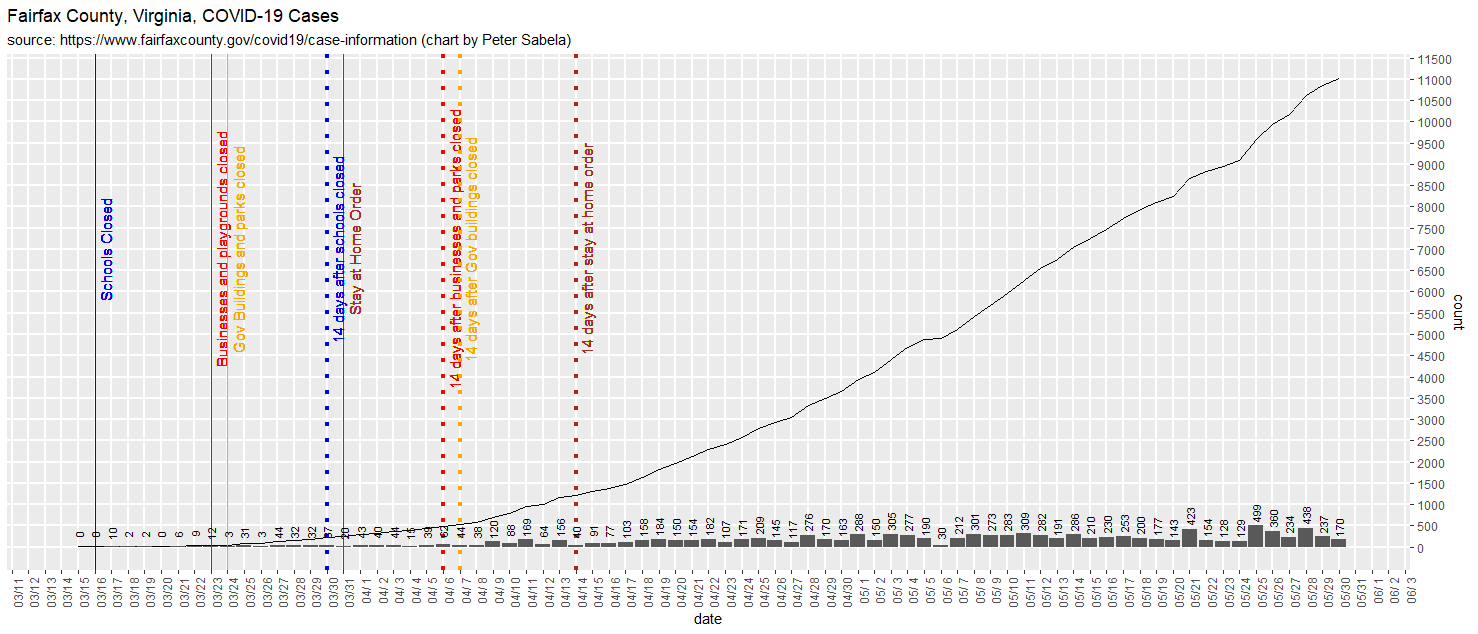 Fairfax County, Virginia, COVID-19 Cases
source: https://www.fairfaxcounty.gov/covid19/case-information (chart by Peter Sabela)
Schools Closed
Businesses and playgrounds closed
Gov Buildings and parks closed
14 days after schools closed
Stay at Home Order
14 days after businesses and parks closed
14 days after Gov buildings closed
14 days after stay at home order
11500
11000
10500
10000
9500
9000
8500
8000
7500
7000
6500
6000
5500
5000
4500
4000
3500
3000
2500
2000
1500
1000
500
0
count
0 0 10 2 2 0 6 9 12 3 31 3 44 32 32 37 20 43 40 44 15 39 62 44 38 120 88 169 64 156 40 91 77 103 158 184 150 154 182 107 171 209 145 117 276 170 163 288 150 305 277 190 30 212 301 273 283 309 282 191 286 210 230 253 200 177 143 423 154 128 129 499 360 234 438 237 170
03/11 03/12 03/13 03/14 03/15 03/16 03/17 03/18 03/19 03/20 03/21 03/22 03/23 03/24 03/25 03/26 03/27 03/28 03/29 03/30 03/31 04/1 04/2 04/3 04/4 04/5 04/6 04/7 04/8 04/9 04/10 04/11 04/12 04/13 04/14 04/15 04/16 04/17 04/18 04/19 04/20 04/21 04/22 04/23 04/24 04/25 04/26 04/27 04/28 04/29 04/30 05/1 05/2 05/3 05/4 05/5 05/6 05/7 05/8 05/9 05/10 05/11 05/12 05/13 05/14 05/15 05/16 05/17 05/18 05/19 05/20 05/21 05/22 05/23 05/24 05/25 05/26 05/27 05/28 05/29 05/30 05/31 06/1 06/2 06/3
date